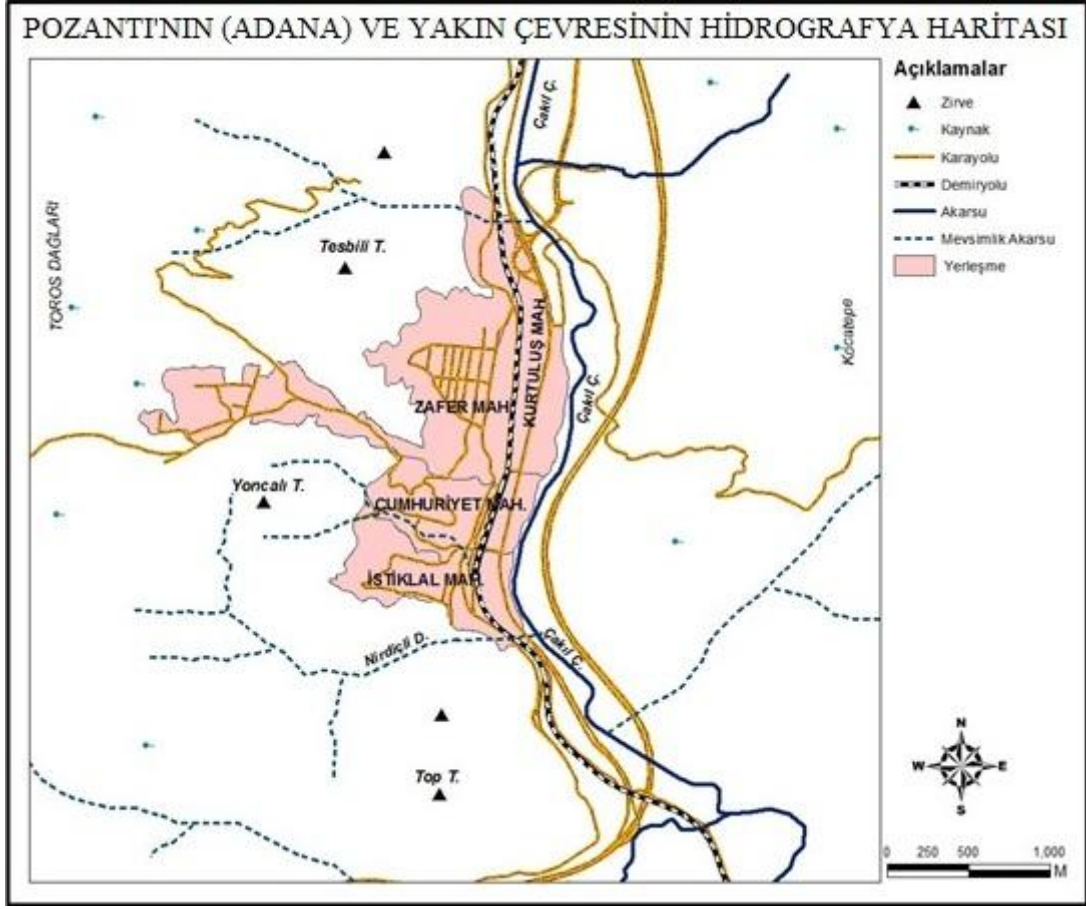 POZANTI'NIN (ADANA) VE YAKIN ÇEVRESİNİN HİDROGRAFYA HARİTASI
Açıklamalar
Zirve
Kaynak
Karayolu
Demiryolu
Akarsu
Mevsimlik Akarsu
Yerleşme
Çakıl Ç.
TOROS DAĞLARI
Tesbili T.
KURTULUŞ MAH.
Kocatepe
Çakıl Ç.
ZAFER MAH.
Yoncalı T.
CUMHURİYET MAH.
İSTİKLAL MAH.
Nirdiçli D.
Çakıl Ç.
Top T.
N
W E
S
0 250 500 1,000
M